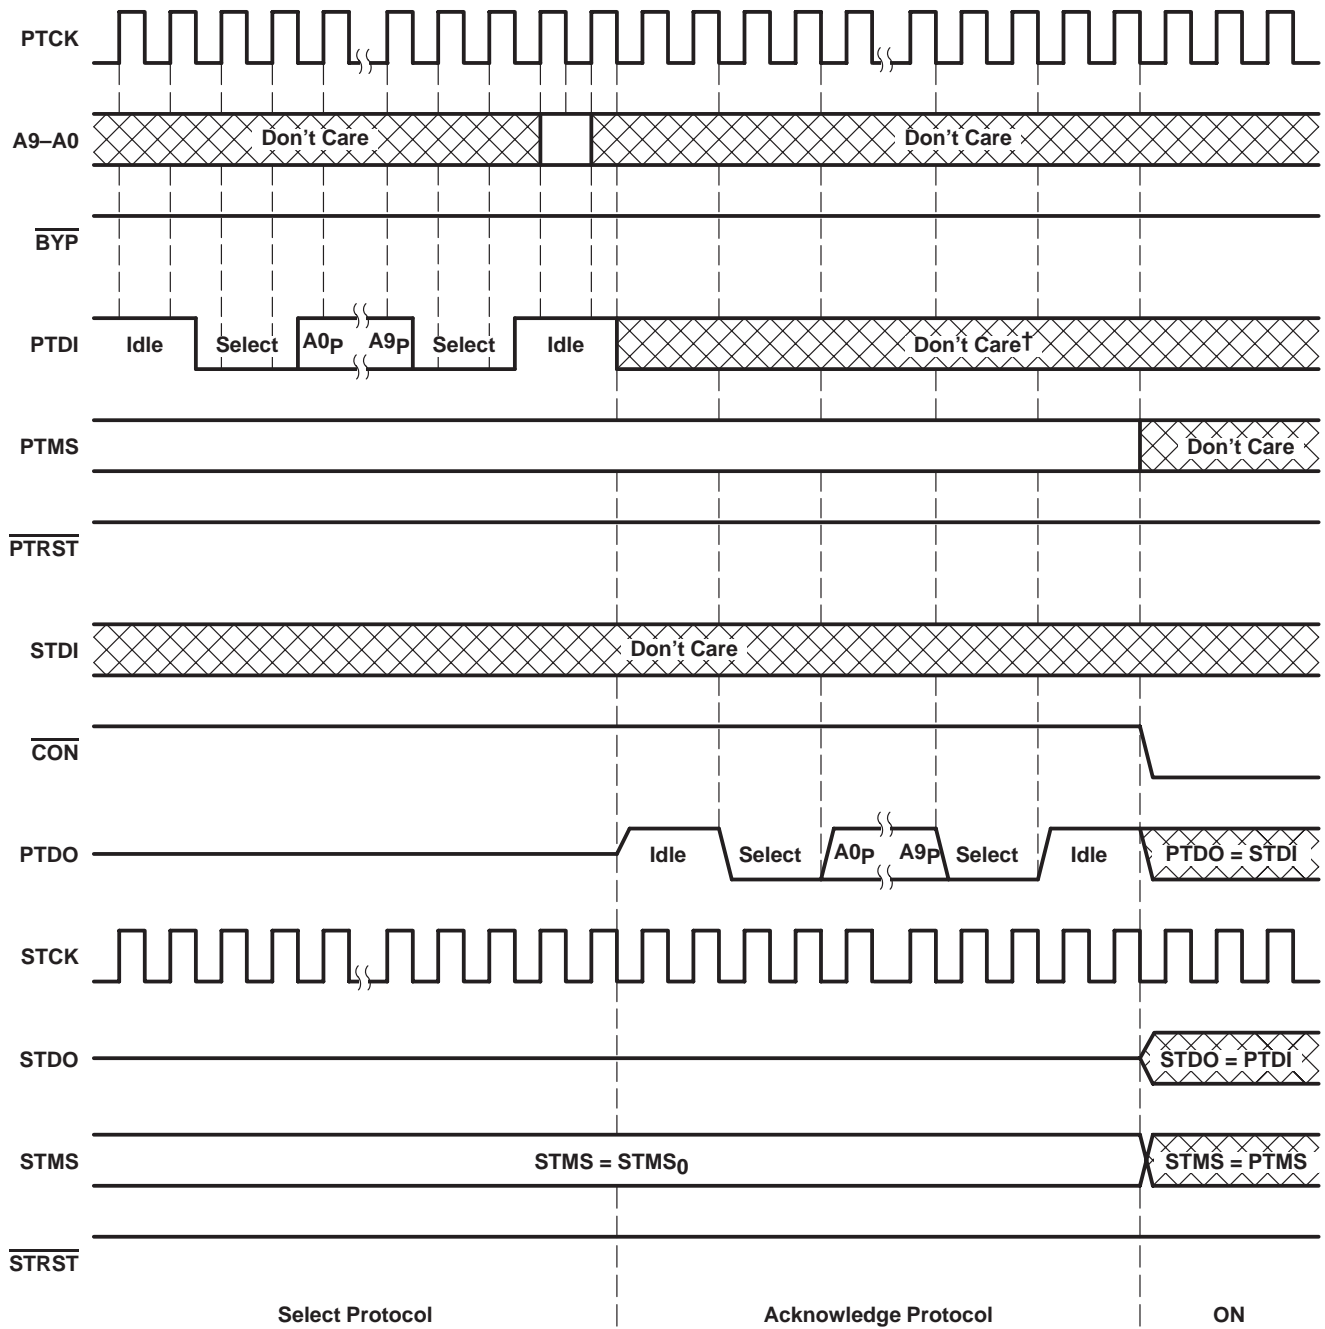 PTCK
A9–A0 Don't Care Don't Care
BYP
PTDI Idle Select A0P A9P Select Idle Don't Care†
PTMS Don't Care
PTRST
STDI Don't Care
CON
PTDO Idle Select A0P A9P Select Idle PTDO = STDI
STCK
STDO STDO = PTDI
STMS STMS = STMS0 STMS = PTMS
STRST
Select Protocol Acknowledge Protocol ON